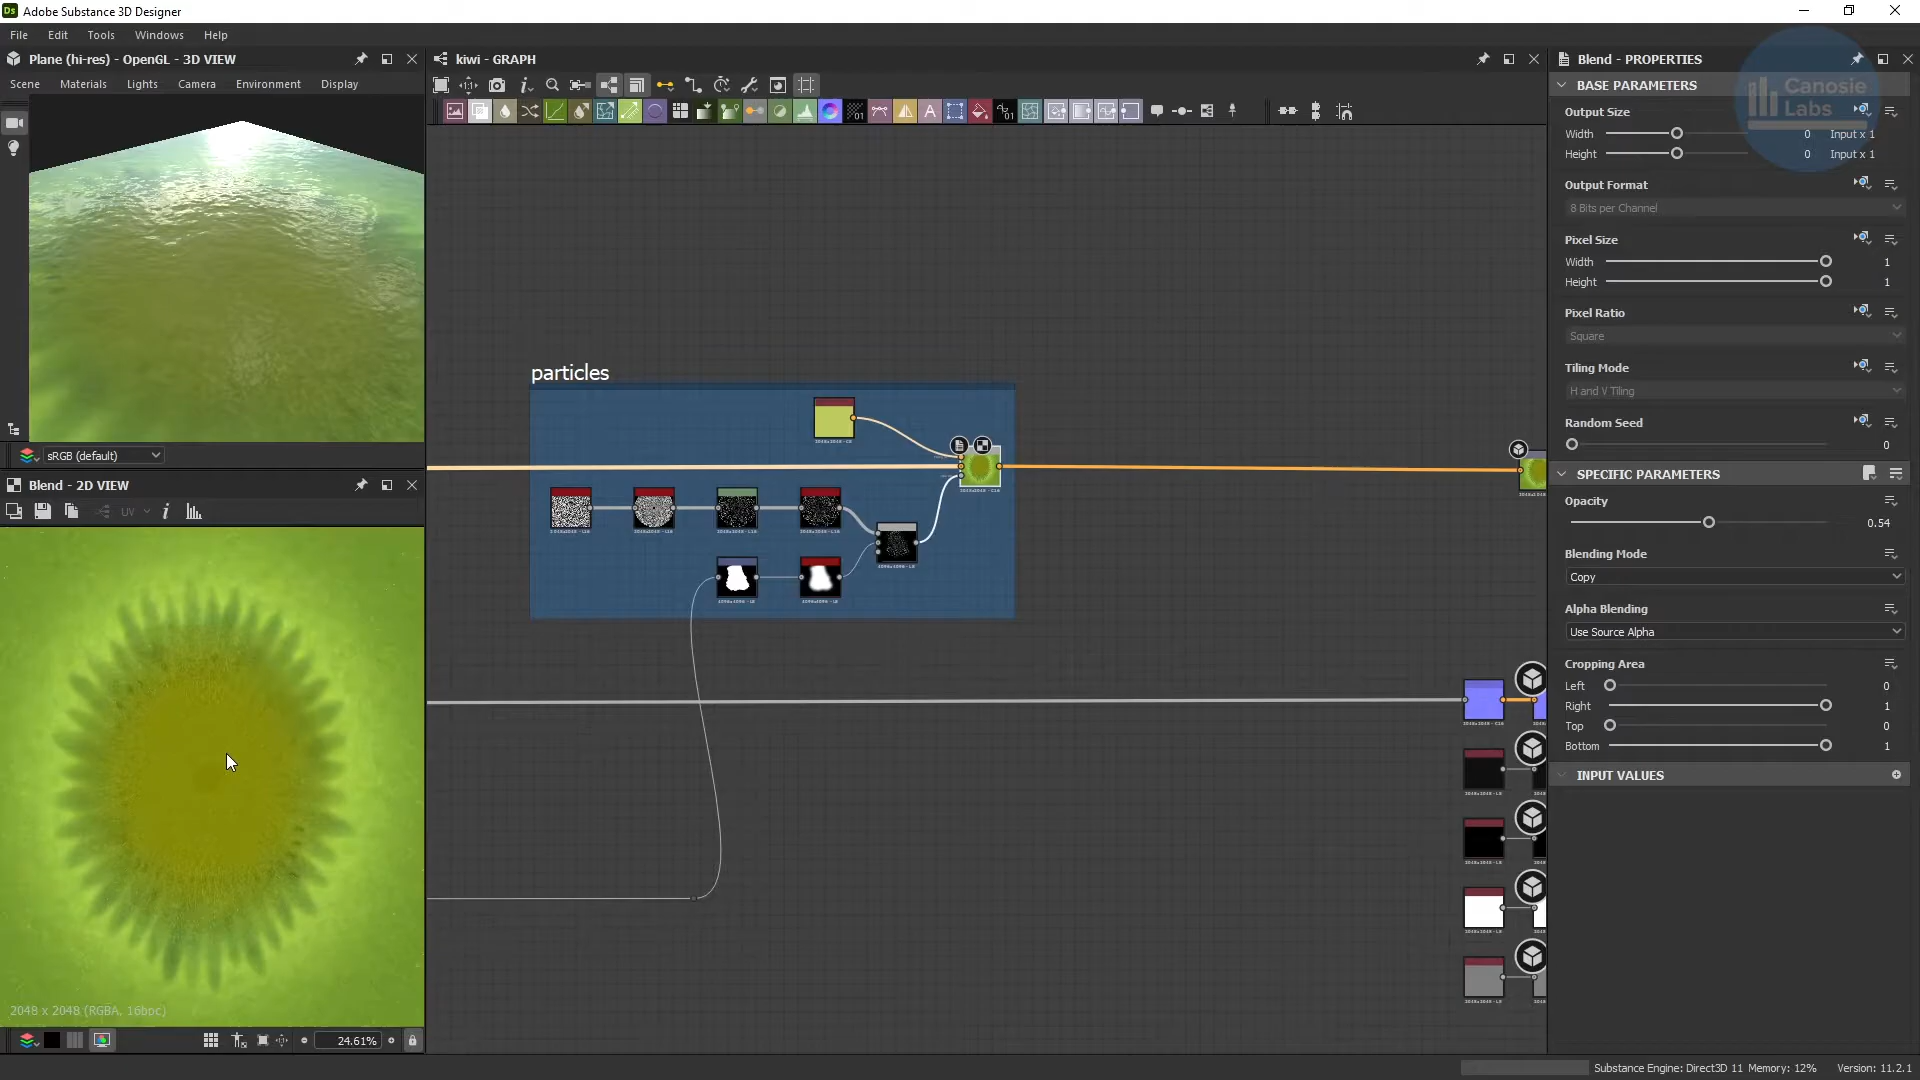 Ds Adobe Substance 3D Designer
File Edit Tools Windows Help
Plane (hi-res) - OpenGL - 3D VIEW
Scene Materials Lights Camera Environment Display
sRGB (default)
Blend - 2D VIEW
UV
2048 x 2048 (RGBA, 16bpc)
24.61%
kiwi - GRAPH
particles
Blend - PROPERTIES
Canosie
Labs
BASE PARAMETERS
Output Size
Width 0 Input x 1
Height 0 Input x 1
Output Format
8 Bits per Channel
Pixel Size
Width 1
Height 1
Pixel Ratio
Square
Tiling Mode
H and V Tiling
Random Seed
0
SPECIFIC PARAMETERS
Opacity
0.54
Blending Mode
Copy
Alpha Blending
Use Source Alpha
Cropping Area
Left 0
Right 1
Top 0
Bottom 1
INPUT VALUES
Substance Engine: Direct3D 11 Memory: 12% Version: 11.2.1